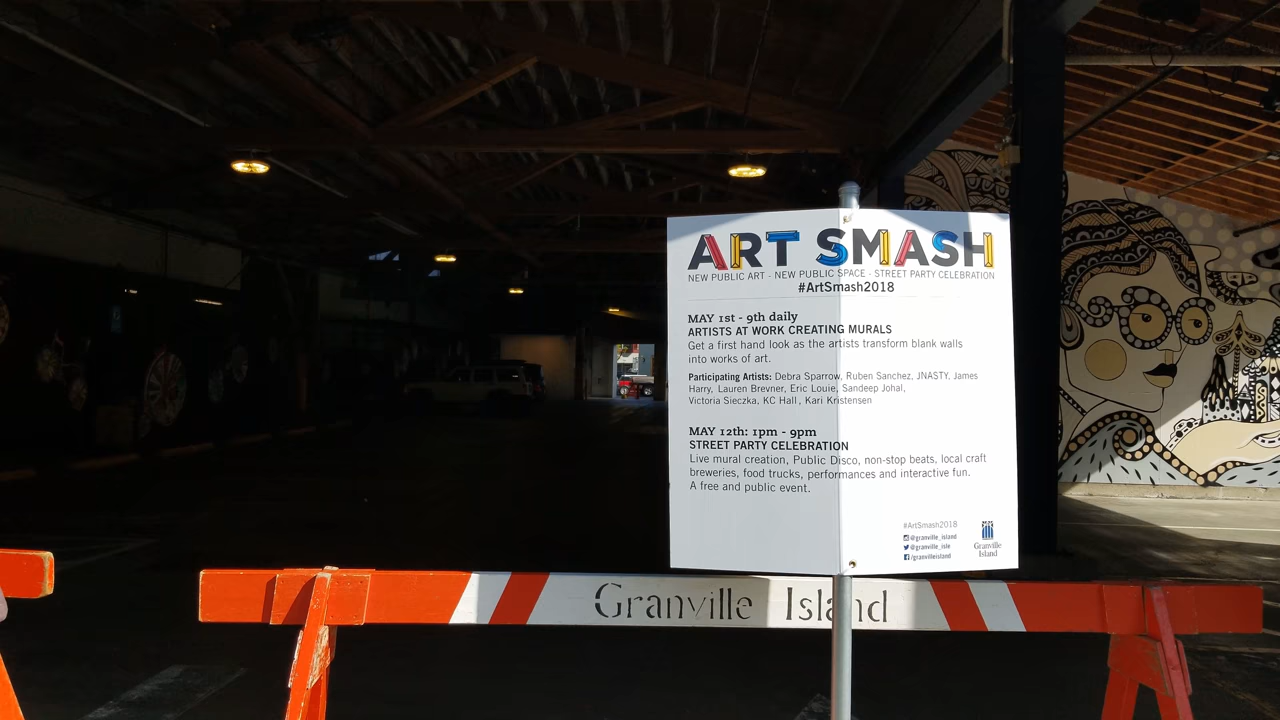 ART SMASH
NEW PUBLIC ART - NEW PUBLIC SPACE - STREET PARTY CELEBRATION
#ArtSmash2018
MAY 1st - 9th daily
ARTISTS AT WORK CREATING MURALS
Get a first hand look as the artists transform blank walls
into works of art.
Participating Artists: Debra Sparrow, Ruben Sanchez, JNASTY, James
Harry, Lauren Brevner, Eric Louie, Sandeep Johal,
Victoria Sieczka, KC Hall, Kari Kristensen
MAY 12th: 1pm - 9pm
STREET PARTY CELEBRATION
Live mural creation, Public Disco, non-stop beats, local craft
breweries, food trucks, performances and interactive fun.
A free and public event.
#ArtSmash2018
@granville_island
@granville_isle
/granvilleisland
Granville
Island
Granville Island